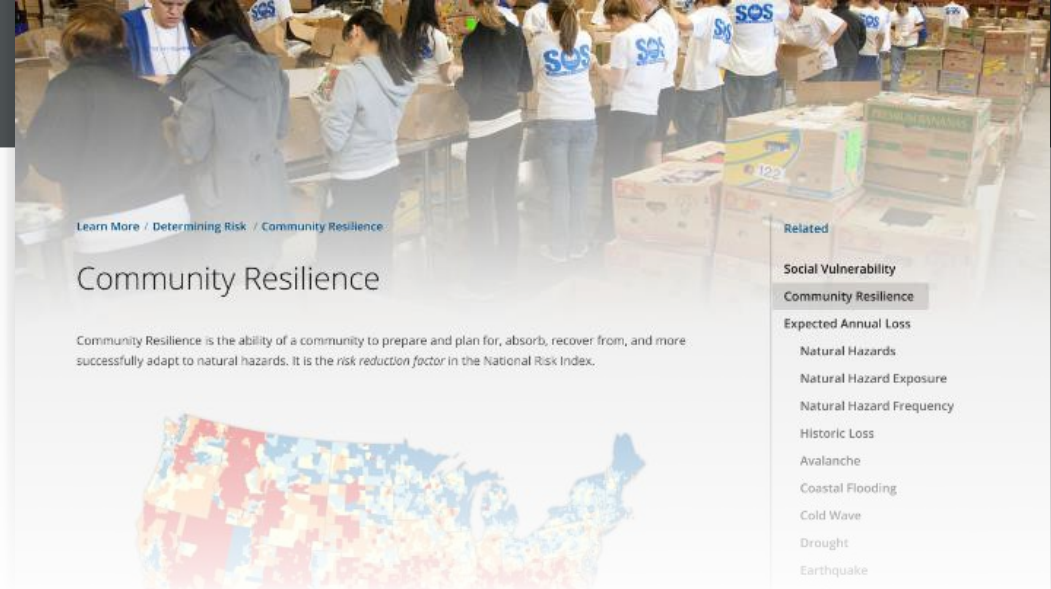 SOS
SOS
SOS
SOS
SOS
SOS
PREMIUM BANANAS
122
Learn More / Determining Risk / Community Resilience
Community Resilience
Community Resilience is the ability of a community to prepare and plan for, absorb, recover from, and more
successfully adapt to natural hazards. It is the risk reduction factor in the National Risk Index.
Related
Social Vulnerability
Community Resilience
Expected Annual Loss
Natural Hazards
Natural Hazard Exposure
Natural Hazard Frequency
Historic Loss
Avalanche
Coastal Flooding
Cold Wave
Drought
Earthquake